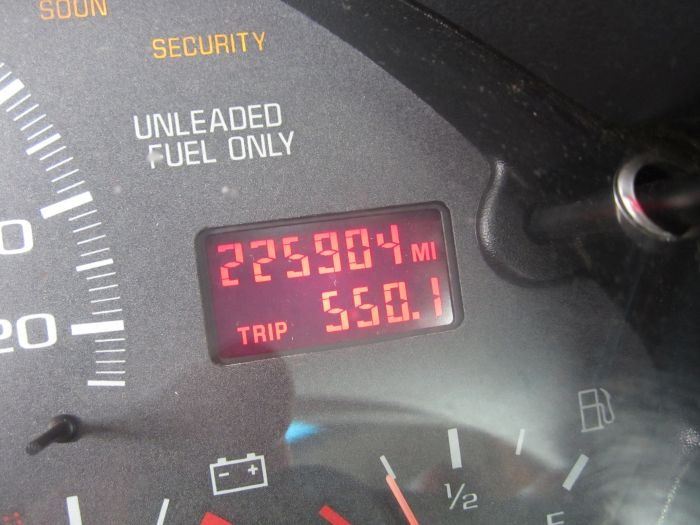 SOON
SECURITY
UNLEADED
FUEL ONLY
225904 MI
TRIP 550.1
20
1/2